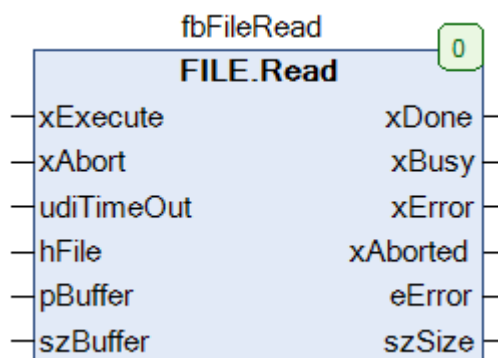 fbFileRead
0
FILE.Read
xExecute xDone
xAbort xBusy
udiTimeOut xError
hFile xAborted
pBuffer eError
szBuffer szSize